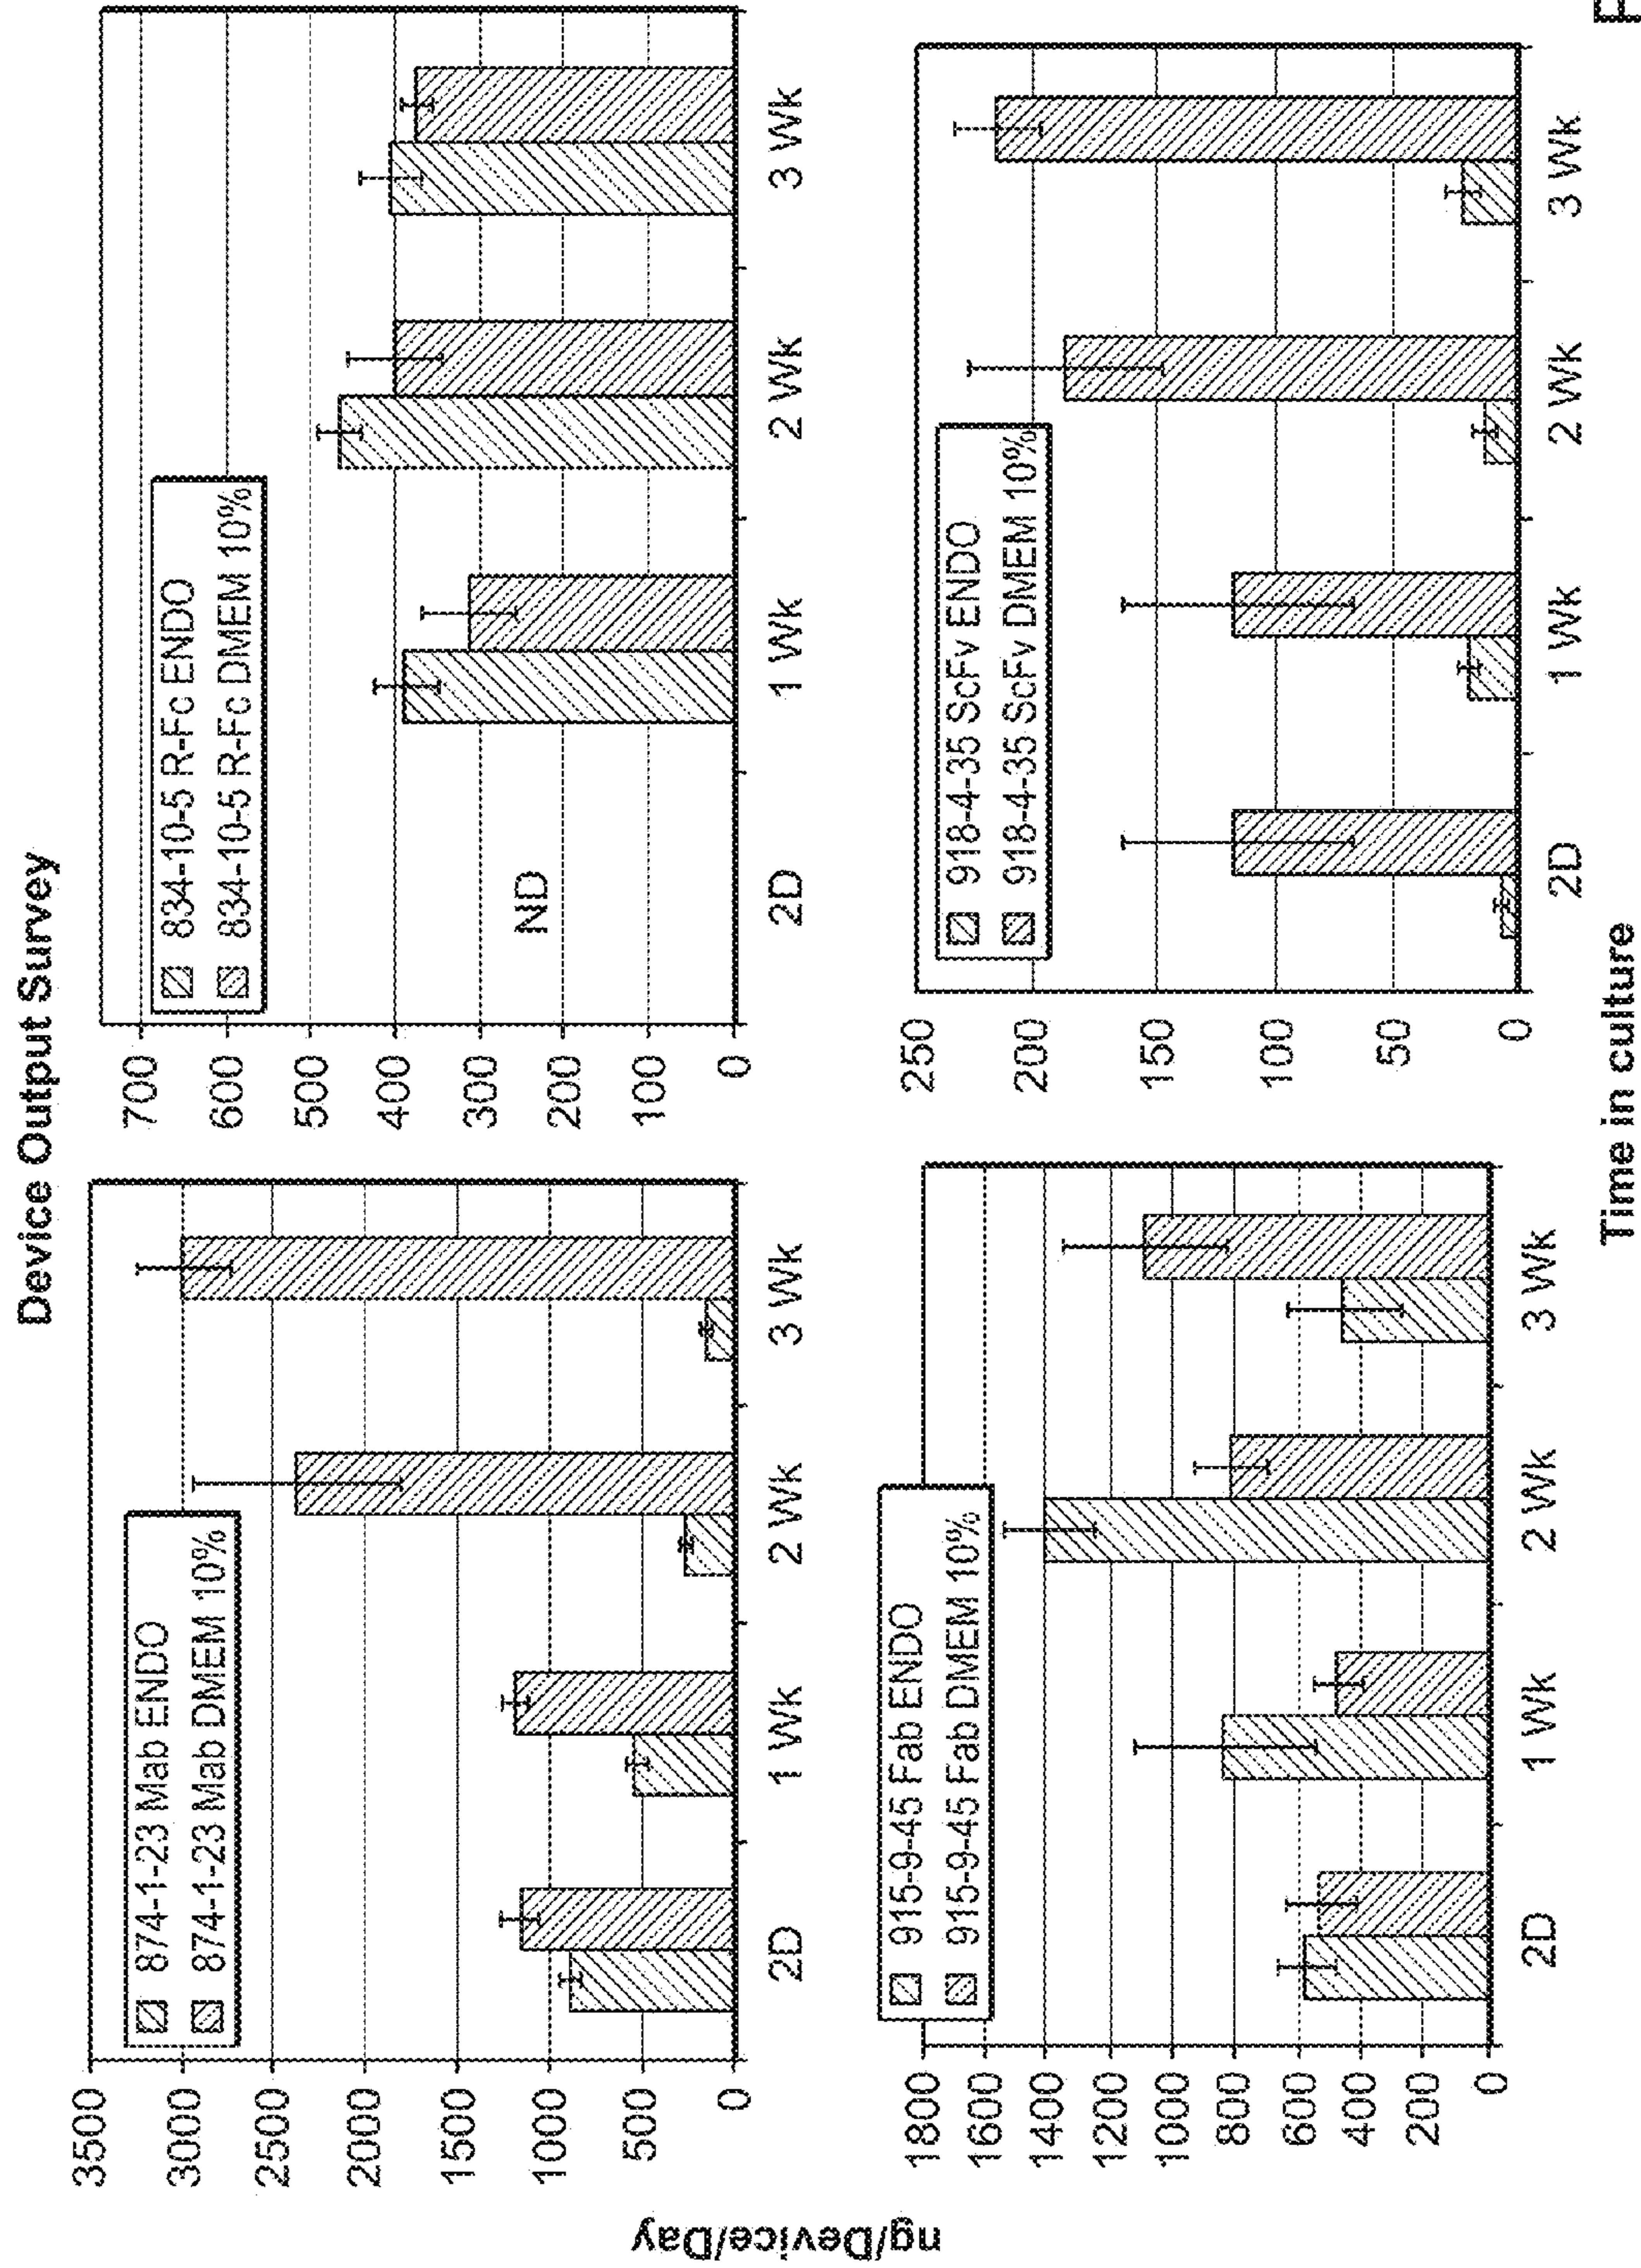 Device Output Survey
ng/Device/Day
3500
3000
2500
2000
1500
1000
500
0
874-1-23 Mab ENDO
874-1-23 Mab DMEM 10%
2D
1 Wk
2 Wk
3 Wk
700
600
500
400
300
200
100
0
834-10-5 R-Fc ENDO
834-10-5 R-Fc DMEM 10%
ND
2D
1 Wk
2 Wk
3 Wk
1800
1600
1400
1200
1000
800
600
400
200
0
915-9-45 Fab ENDO
915-9-45 Fab DMEM 10%
2D
1 Wk
2 Wk
3 Wk
250
200
150
100
50
0
918-4-35 ScFv ENDO
918-4-35 ScFv DMEM 10%
2D
1 Wk
2 Wk
3 Wk
Time in culture